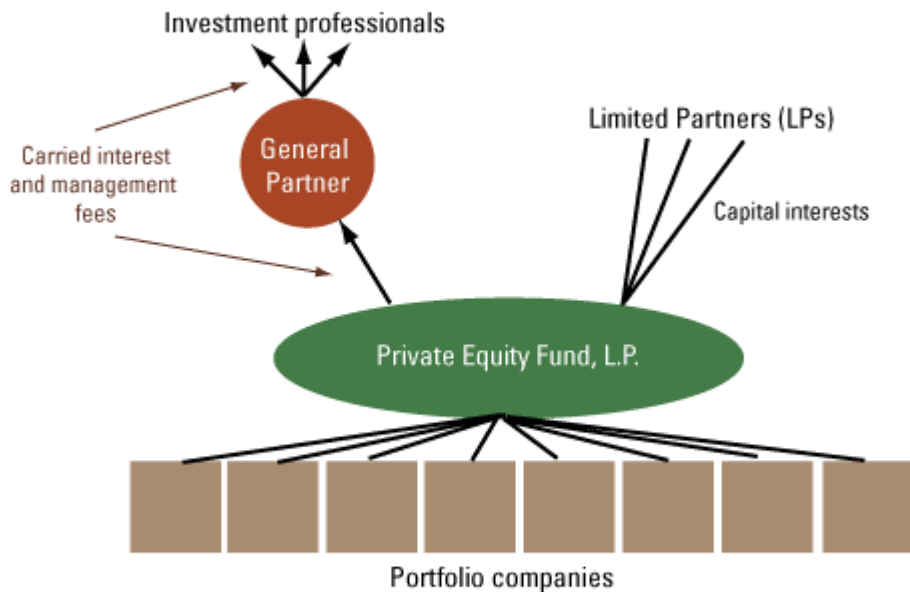 Investment professionals
General
Partner
Limited Partners (LPs)
Carried interest
and management
fees
Capital interests
Private Equity Fund, L.P.
Portfolio companies